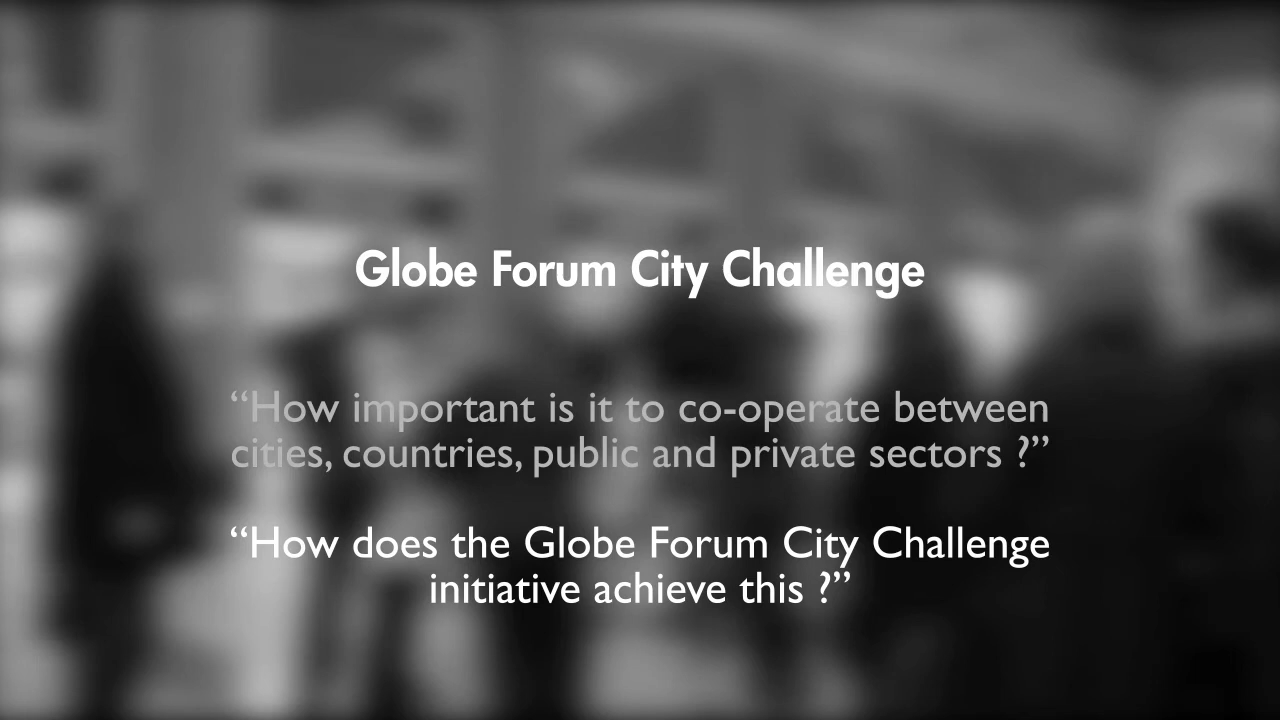 Globe Forum City Challenge
“How important is it to co-operate between
cities, countries, public and private sectors ?”
“How does the Globe Forum City Challenge
initiative achieve this ?”